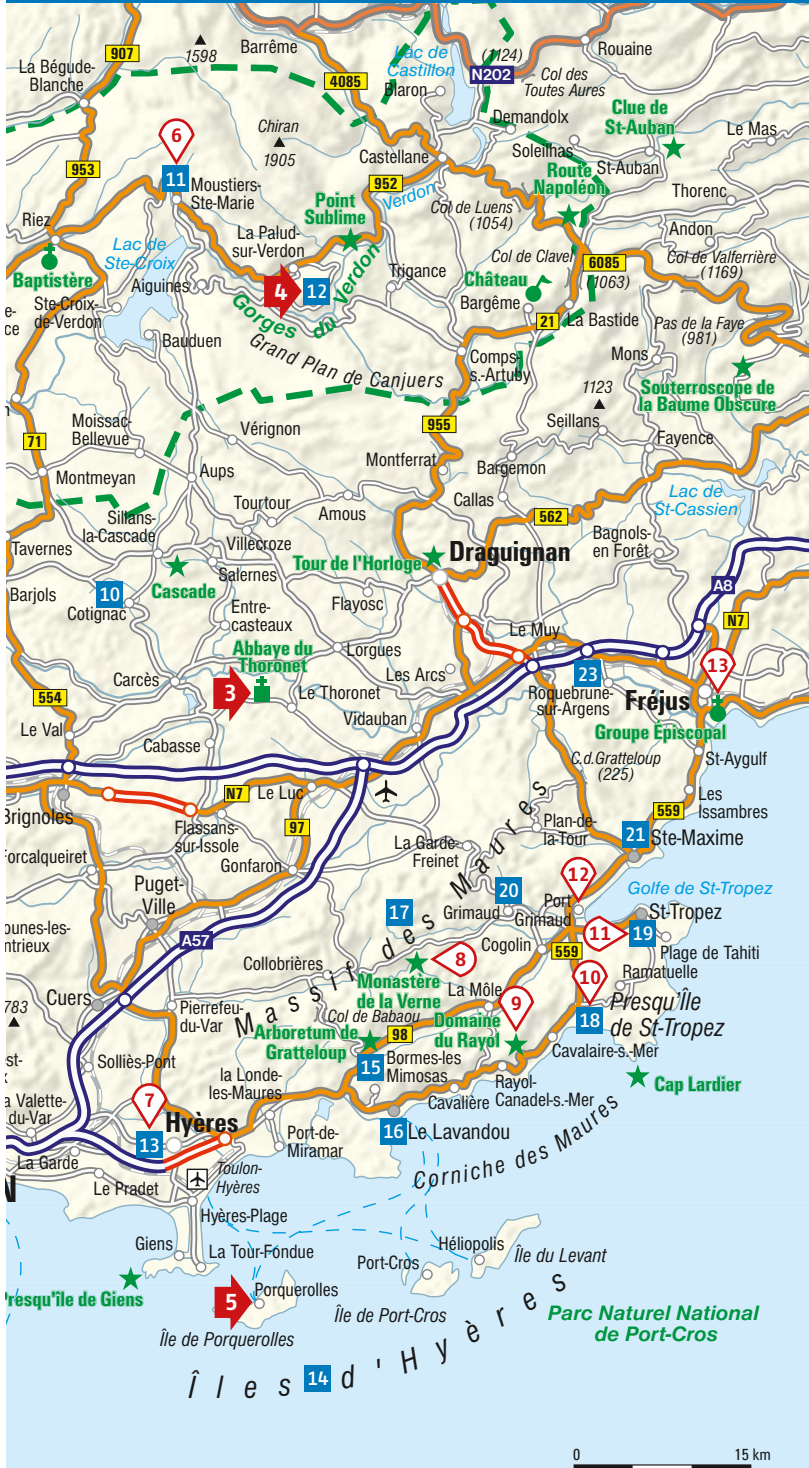 907
1598
Barrême
Lac de
Castillon
(1124)
N202
Rouaine
La Bégude-
Blanche
4085
Blaron
Col des
Toutes Aures
Demandolx
Clue de
St-Auban
6
Chiran
1905
Castellane
Soleilhas
St-Auban
Le Mas
953
11
Moustiers-
Ste-Marie
952
Verdon
Route
Napoléon
Thorenc
Riez
Point
Sublime
Col de Luens
(1054)
Andon
Lac de
Ste-Croix
La Palud-
sur-Verdon
Col de Clavel
Col de Valferrière
(1169)
Baptistère
Aiguines
4
12
Trigance
Château
6085
(1063)
Ste-Croix-
de-Verdon
Gorges du Verdon
Bargême
21
La Bastide
Pas de la Faye
(981)
Bauduen
Grand Plan de Canjuers
Comps-
s.-Artuby
Mons
Souterroscope de
la Baume Obscure
1123
71
Moissac-
Bellevue
Vérignon
955
Seillans
Fayence
Montmeyan
Aups
Montferrat
Bargemon
Tourtour
Amous
Callas
562
Lac de
St-Cassien
Sillans-
la-Cascade
Villecroze
Bagnols-
en Forêt
Tavernes
Cascade
Salernes
Tour de l'Horloge
Draguignan
A8
Barjols
10
Cotignac
Entre-
casteaux
Flayosc
N7
Abbaye du
Thoronet
Lorgues
Le Muy
Carcès
3
Les Arcs
23
13
554
Le Thoronet
Roquebrune-
sur-Argens
Fréjus
Le Val
Vidauban
Groupe Épiscopal
Cabasse
C.d.Gratteloup
(225)
St-Aygulf
N7
Le Luc
Les
Issambres
Brignoles
Flassans-
sur-Issole
97
La Garde-
Freinet
Plan-de-
la-Tour
559
21
Ste-Maxime
Forcalqueiret
Gonfaron
Massif des Maures
12
Puget-
Ville
20
Port
Grimaud
Golfe de St-Tropez
17
Grimaud
St-Tropez
A57
Cogolin
559
11
19
Plage de Tahiti
Collobrières
8
Monastère
de la Verne
10
Ramatuelle
Cuers
La Môle
9
Presqu'Île
de St-Tropez
783
Pierrefeu-
du-Var
Col de Babaou
98
Domaine
du Rayol
18
Arboretum de
Gratteloup
Solliès-Pont
15
Bormes-les
Mimosas
Cavalaire-s.-Mer
la Londe-
les-Maures
Cap Lardier
Valette-
du-Var
7
Hyères
Cavalière
Rayol-
Canadel-s.-Mer
13
16
Le Lavandou
La Garde
Port-de-
Miramar
Corniche des Maures
Le Pradet
Toulon-
Hyères
Hyères-Plage
Giens
La Tour-Fondue
Port-Cros
Héliopolis
Île du Levant
Presqu'île de Giens
5
Porquerolles
Île de Port-Cros
Île de Porquerolles
Parc Naturel National
de Port-Cros
Îles d'Hyères
14
0 15 km